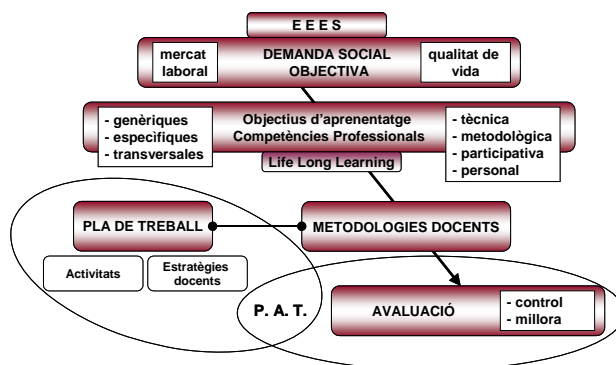 E E E S
mercat
laboral
DEMANDA SOCIAL
OBJECTIVA
qualitat de
vida
- genèriques
- específiques
- transversales
Objectius d'aprenentatge
Competències Professionals
- tècnica
- metodològica
- participativa
- personal
Life Long Learning
PLA DE TREBALL
METODOLOGIES DOCENTS
Activitats
Estratègies
docents
P. A. T.
AVALUACIÓ
- control
- millora